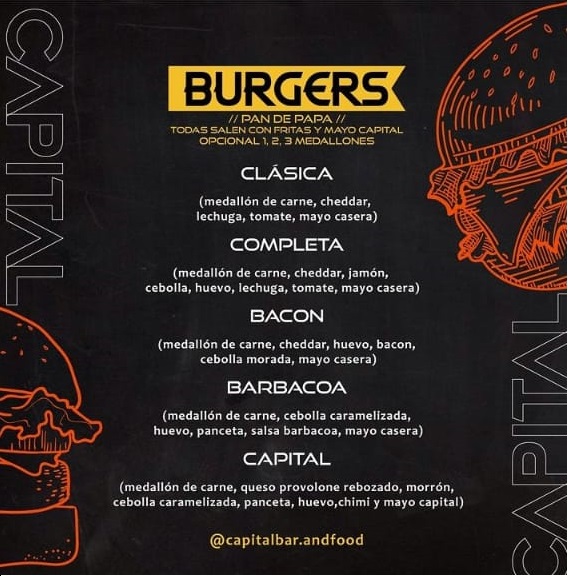 CAPITAL
BURGERS
// PAN DE PAPA //
TODAS SALEN CON FRITAS Y MAYO CAPITAL
OPCIONAL 1, 2, 3 MEDALLONES
CLÁSICA
(medallón de carne, cheddar,
lechuga, tomate, mayo casera)
COMPLETA
(medallón de carne, cheddar, jamón,
cebolla, huevo, lechuga, tomate, mayo casera)
BACON
(medallón de carne, cheddar, huevo, bacon,
cebolla morada, mayo casera)
BARBACOA
(medallón de carne, cebolla caramelizada,
huevo, panceta, salsa barbacoa, mayo casera)
CAPITAL
(medallón de carne, queso provolone rebozado, morrón,
cebolla caramelizada, panceta, huevo,chimi y mayo capital)
@capitalbar.andfood
CAPITAL